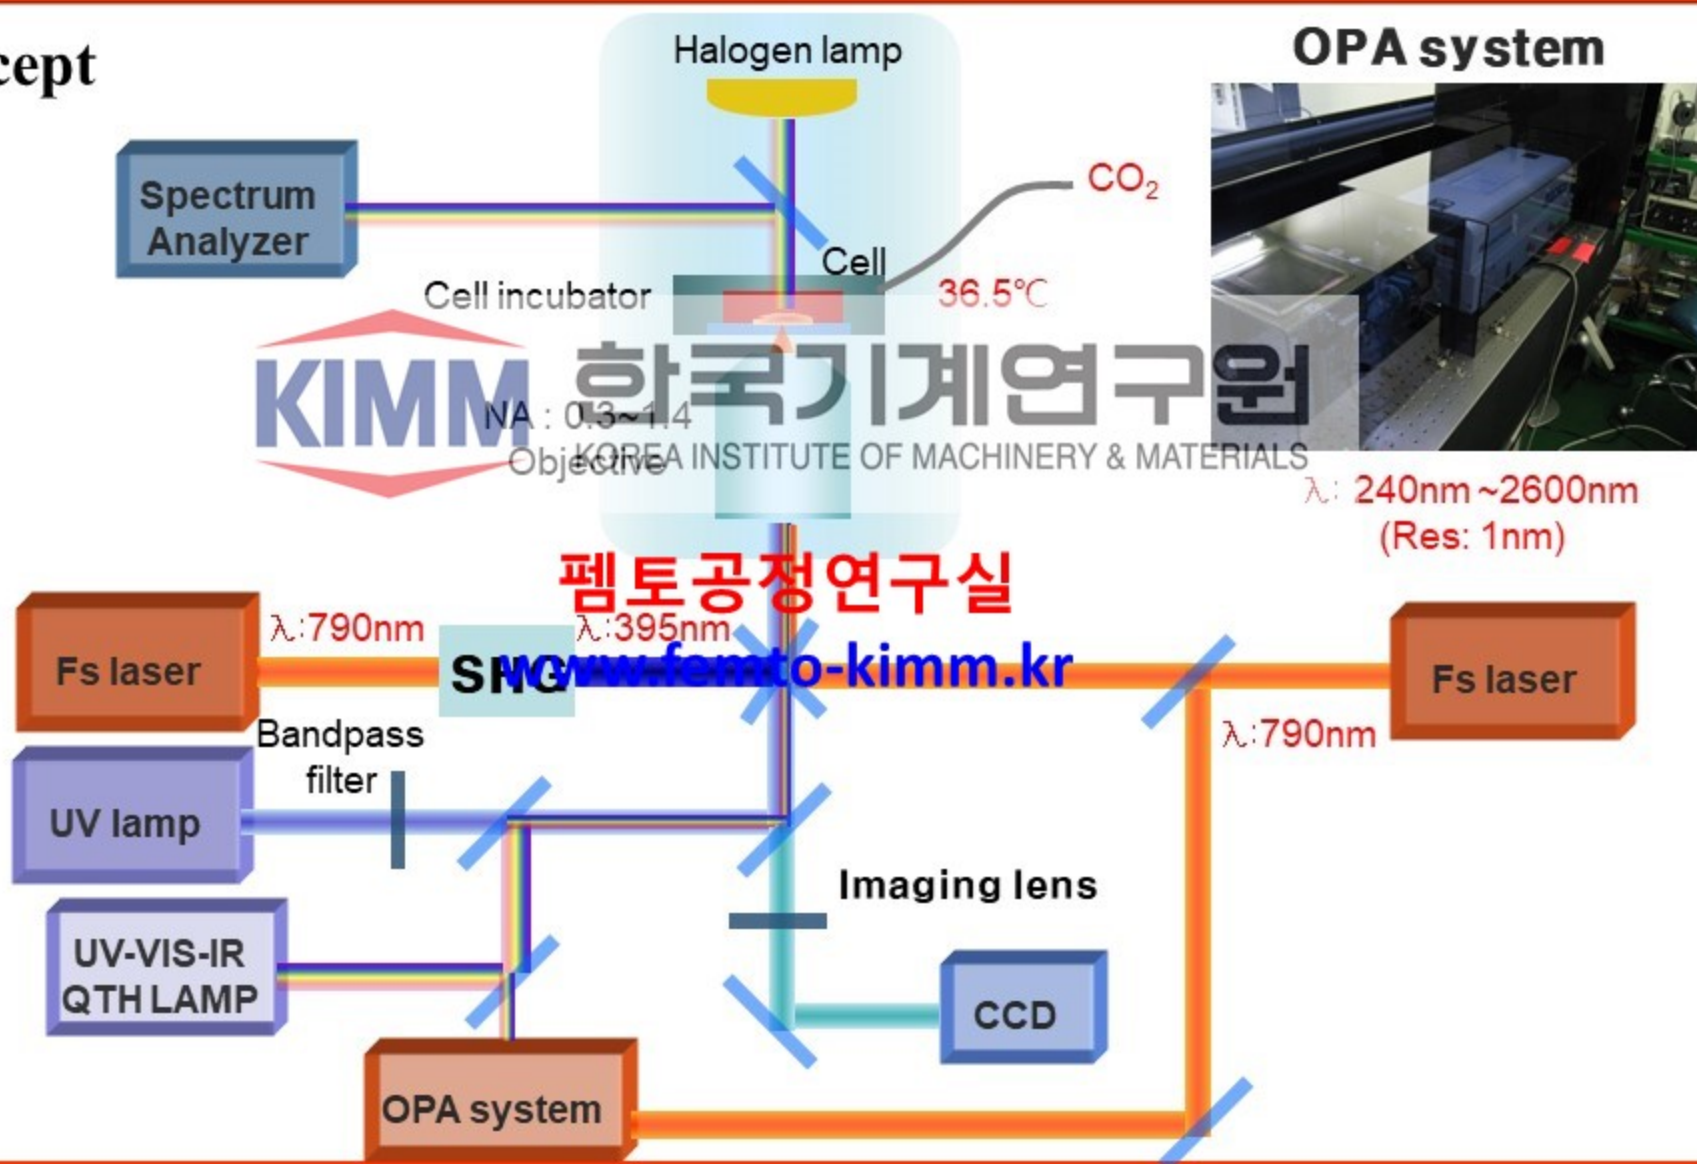 cept
Halogen lamp
OPA system
Spectrum
Analyzer
CO₂
Cell
Cell incubator
36.5℃
KIMM
한국기계연구원
KOREA INSTITUTE OF MACHINERY & MATERIALS
NA : 0.3~1.4
Objective
λ: 240nm~2600nm
(Res: 1nm)
펨토공정연구실
www.femto-kimm.kr
Fs laser
λ:790nm
SHG
λ:395nm
Fs laser
λ:790nm
Bandpass
filter
UV lamp
Imaging lens
UV-VIS-IR
QTH LAMP
CCD
OPA system